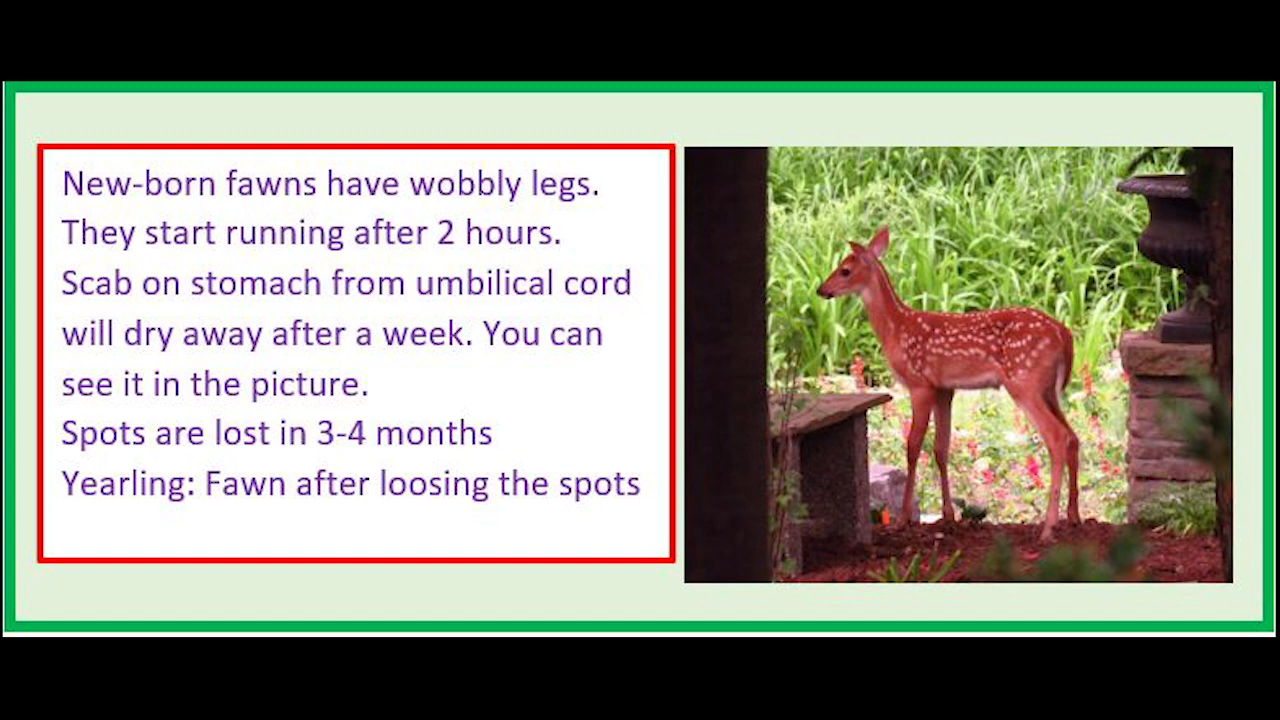 New-born fawns have wobbly legs.
They start running after 2 hours.
Scab on stomach from umbilical cord
will dry away after a week. You can
see it in the picture.
Spots are lost in 3-4 months
Yearling: Fawn after loosing the spots